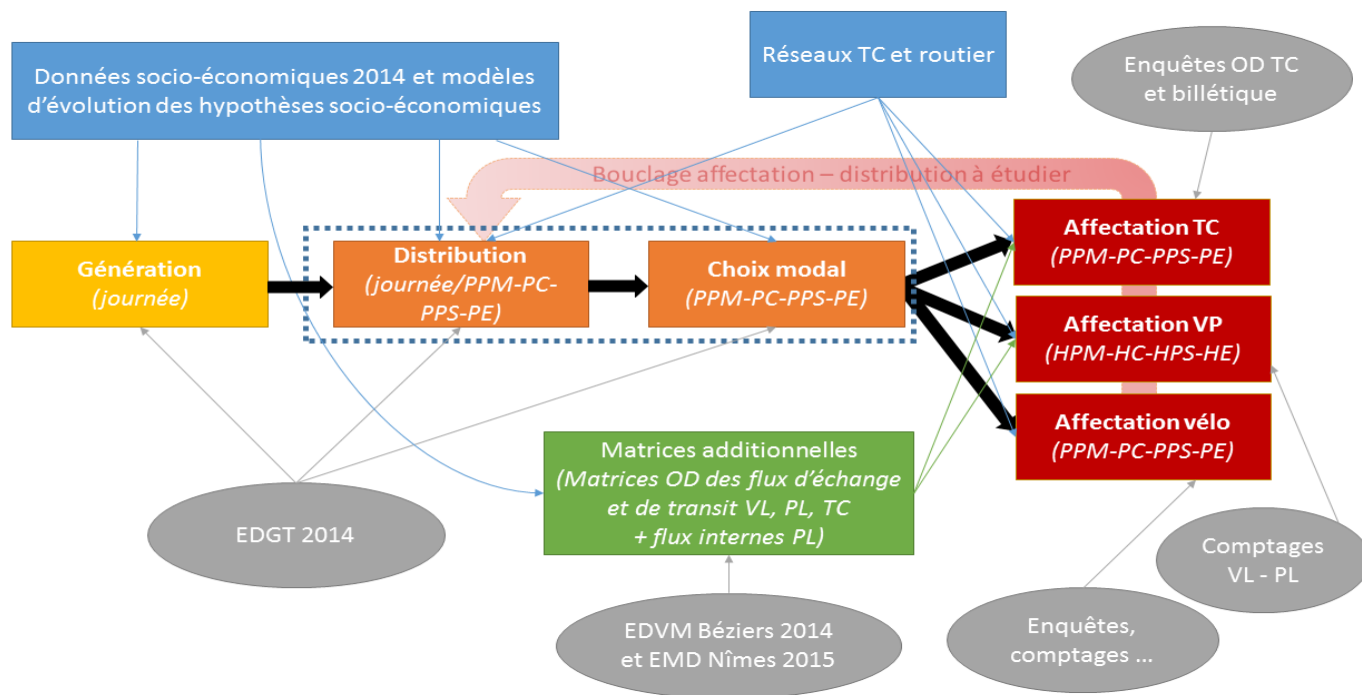 Données socio-économiques 2014 et modèles
d'évolution des hypothèses socio-économiques
Réseaux TC et routier
Enquêtes OD TC
et billétique
Bouclage affectation – distribution à étudier
Génération
(journée)
Distribution
(journée/PPM-PC-
PPS-PE)
Choix modal
(PPM-PC-PPS-PE)
Affectation TC
(PPM-PC-PPS-PE)
Affectation VP
(HPM-HC-HPS-HE)
Affectation vélo
(PPM-PC-PPS-PE)
Matrices additionnelles
(Matrices OD des flux d'échange
et de transit VL, PL, TC
+ flux internes PL)
EDGT 2014
Comptages
VL - PL
EDVM Béziers 2014
et EMD Nîmes 2015
Enquêtes,
comptages ...